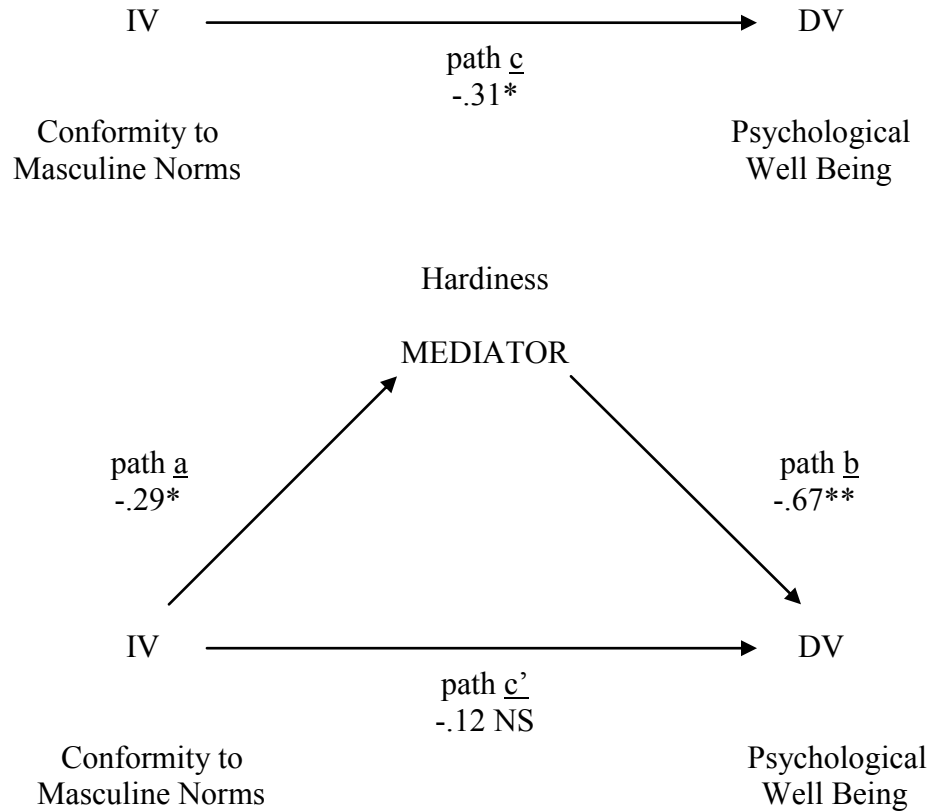 IV
DV
path c
-.31*
Conformity to
Masculine Norms
Psychological
Well Being
Hardiness
MEDIATOR
path a
-.29*
path b
-.67**
IV
DV
path c’
-.12 NS
Conformity to
Masculine Norms
Psychological
Well Being